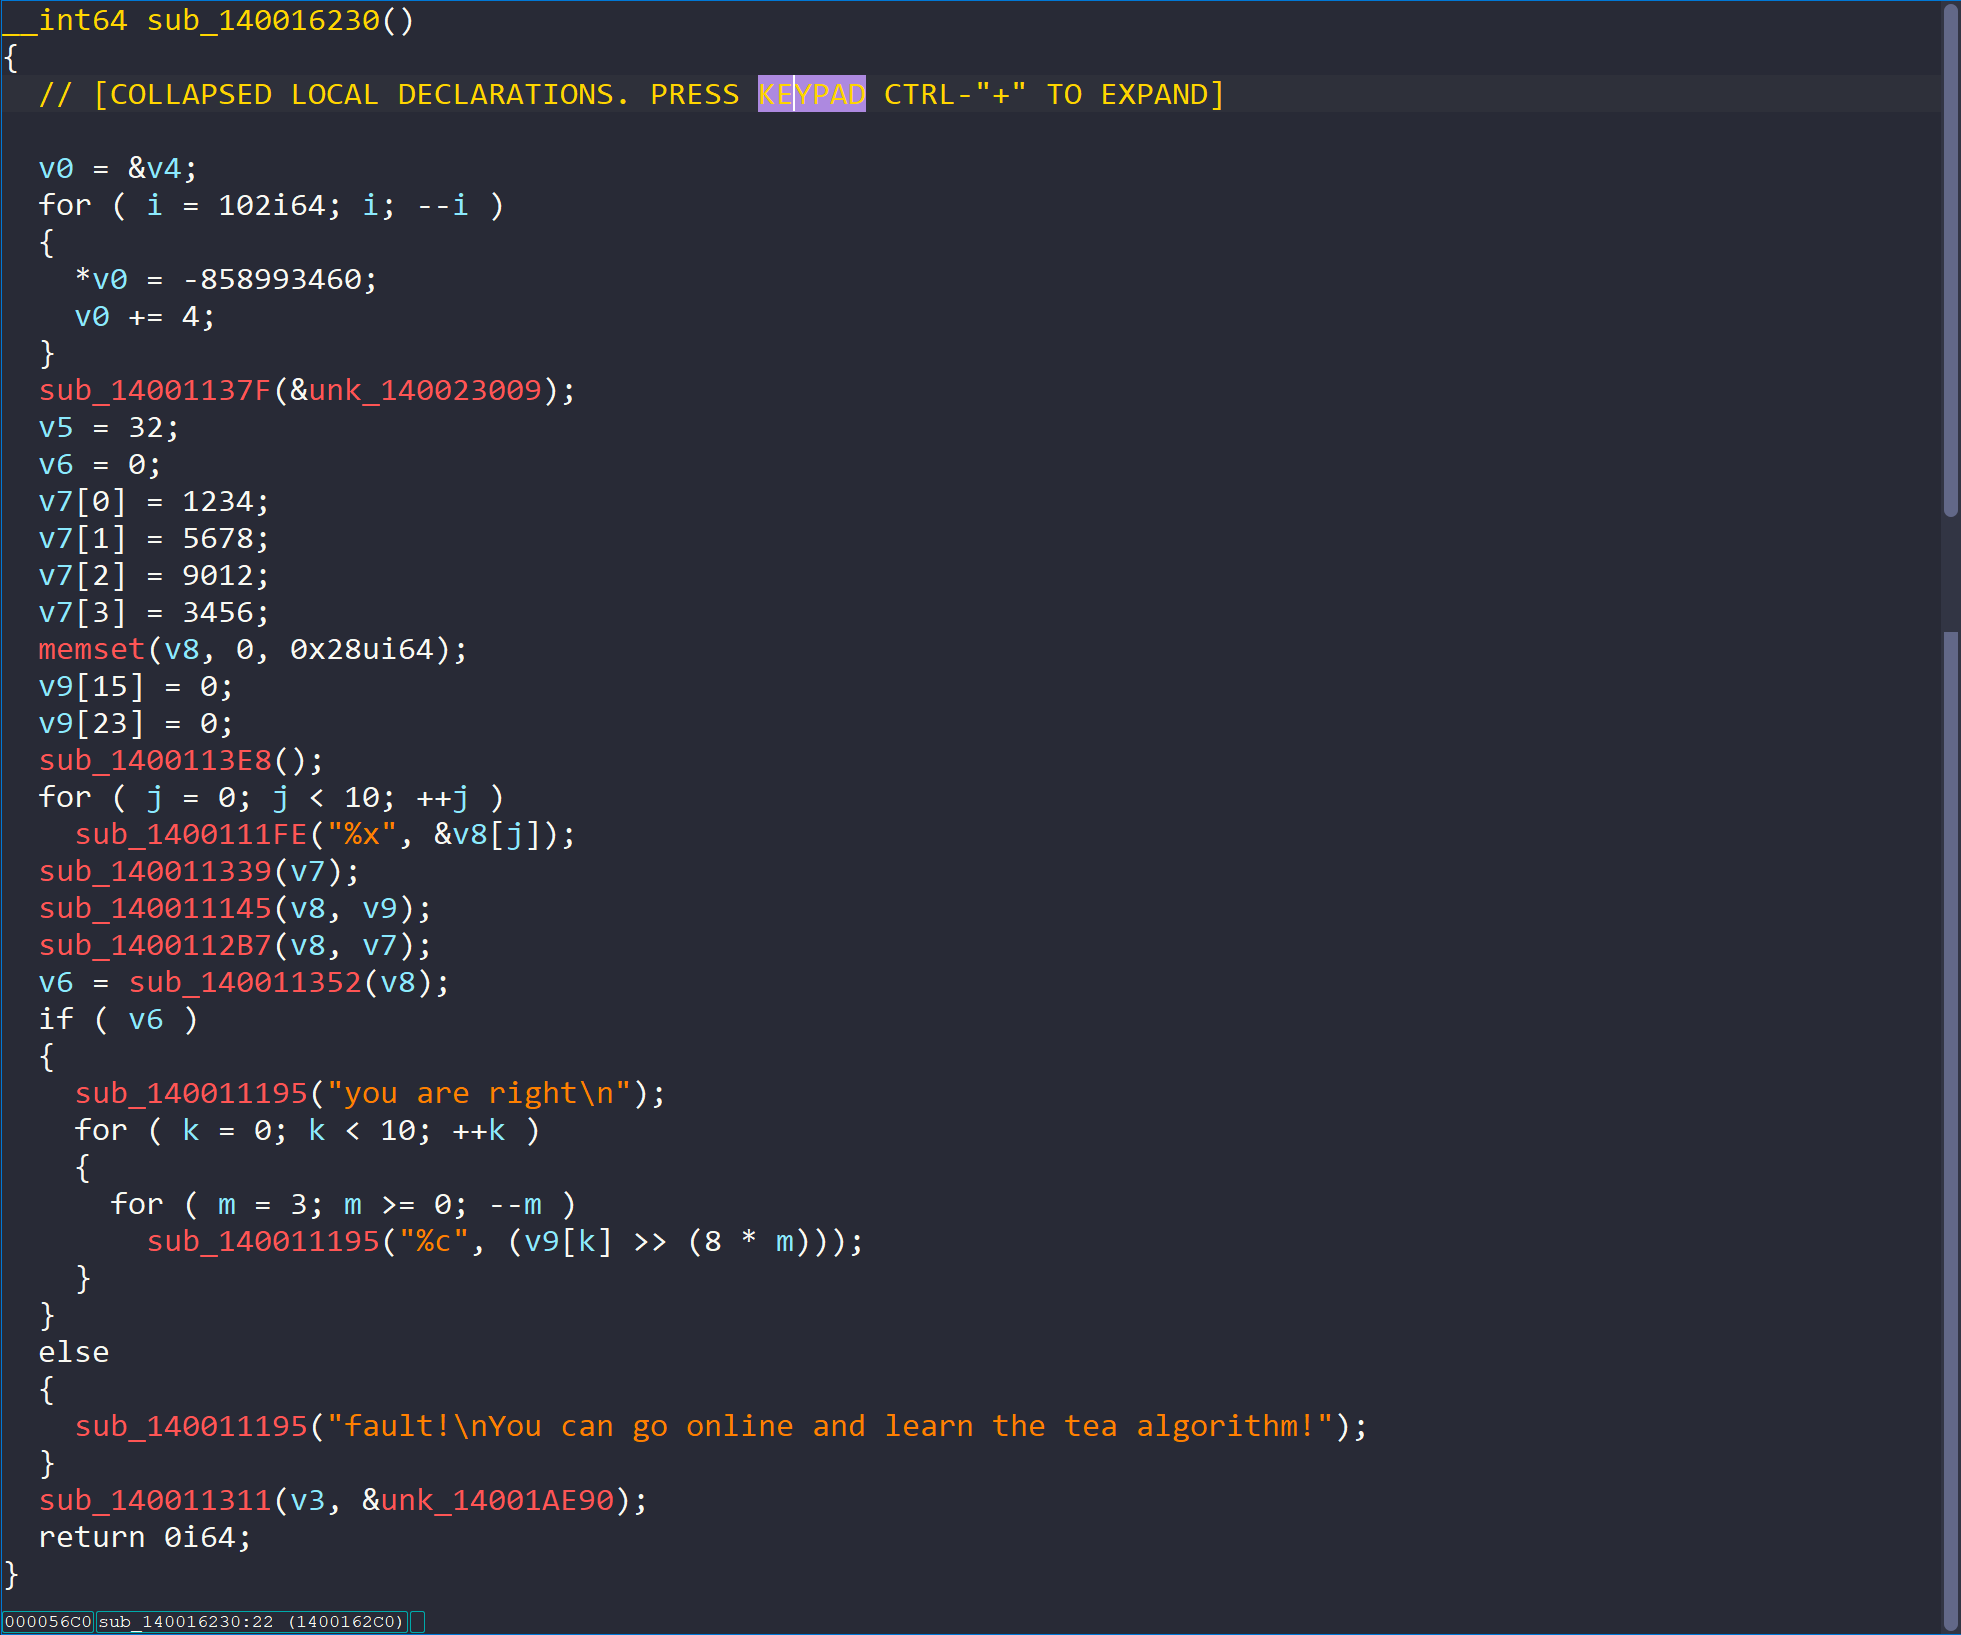 __int64 sub_140016230()
{
  // [COLLAPSED LOCAL DECLARATIONS. PRESS KEYPAD CTRL-"+" TO EXPAND]

  v0 = &v4;
  for ( i = 102i64; i; --i )
  {
    *v0 = -858993460;
    v0 += 4;
  }
  sub_14001137F(&unk_140023009);
  v5 = 32;
  v6 = 0;
  v7[0] = 1234;
  v7[1] = 5678;
  v7[2] = 9012;
  v7[3] = 3456;
  memset(v8, 0, 0x28ui64);
  v9[15] = 0;
  v9[23] = 0;
  sub_1400113E8();
  for ( j = 0; j < 10; ++j )
    sub_1400111FE("%x", &v8[j]);
  sub_140011339(v7);
  sub_140011145(v8, v9);
  sub_1400112B7(v8, v7);
  v6 = sub_140011352(v8);
  if ( v6 )
  {
    sub_140011195("you are right\n");
    for ( k = 0; k < 10; ++k )
    {
      for ( m = 3; m >= 0; --m )
        sub_140011195("%c", (v9[k] >> (8 * m)));
    }
  }
  else
  {
    sub_140011195("fault!\nYou can go online and learn the tea algorithm!");
  }
  sub_140011311(v3, &unk_14001AE90);
  return 0i64;
}
000056C0 sub_140016230:22 (1400162C0)